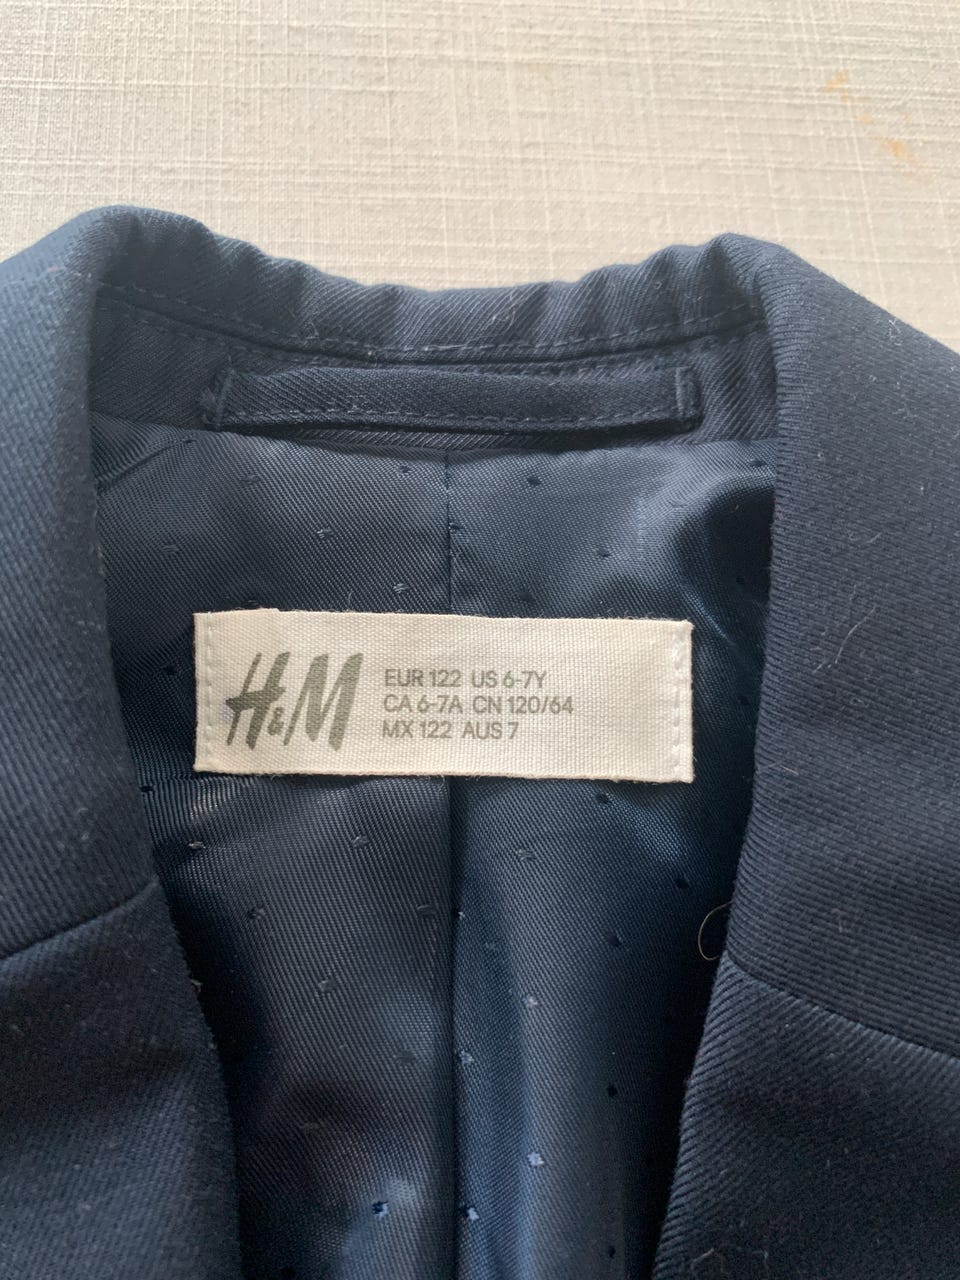 H&M
EUR 122 US 6-7Y
CA 6-7A CN 120/64
MX 122 AUS 7